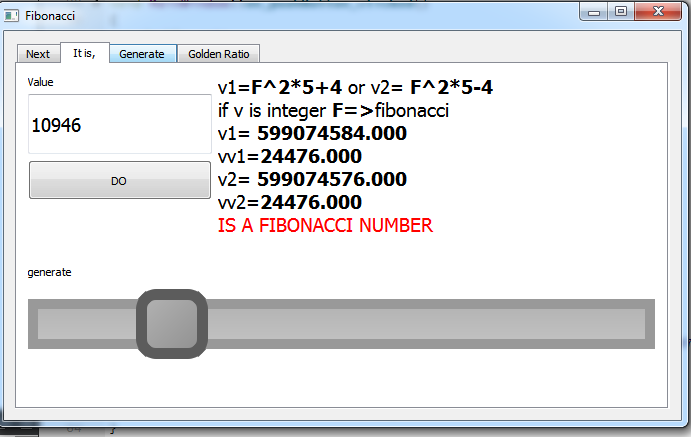 Fibonacci
Next It is, Generate Golden Ratio
Value
10946
DO
v1=F^2*5+4 or v2= F^2*5-4
if v is integer F=>fibonacci
v1= 599074584.000
vv1=24476.000
v2= 599074576.000
vv2=24476.000
IS A FIBONACCI NUMBER
generate